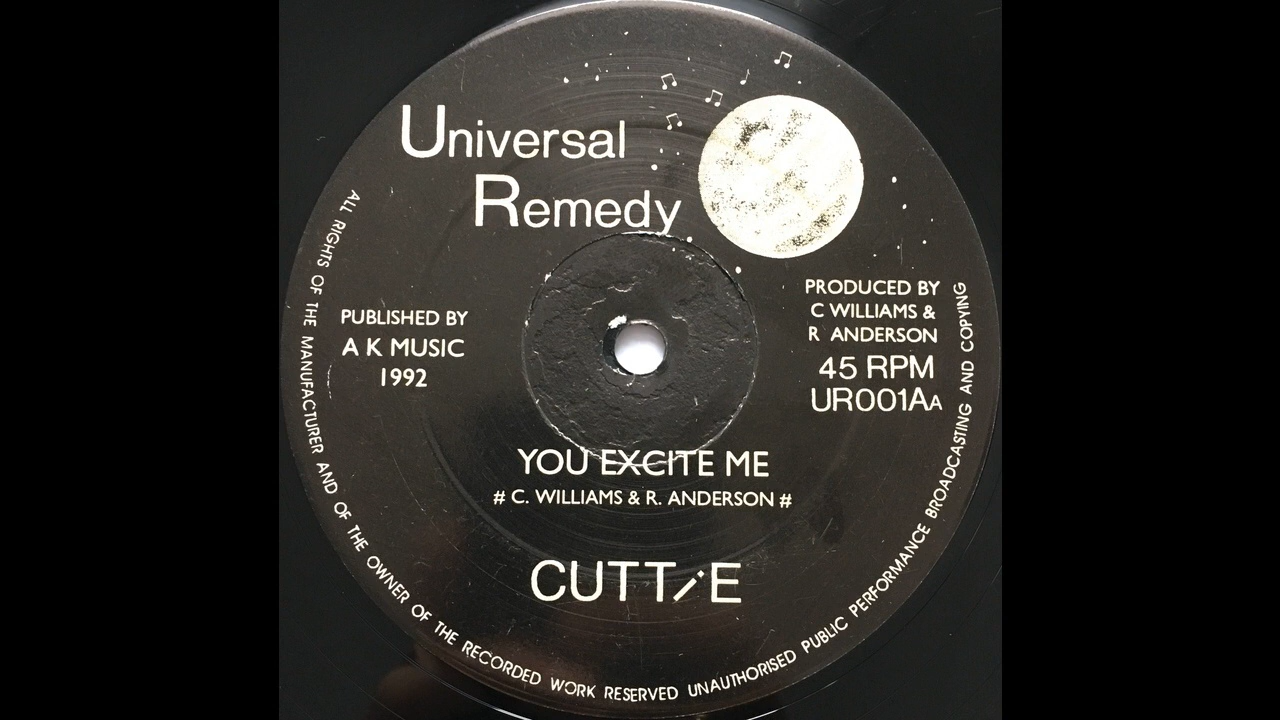 Universal
Remedy
PUBLISHED BY
A K MUSIC
1992
PRODUCED BY
C WILLIAMS &
R ANDERSON
45 RPM
UR001AA
YOU EXCITE ME
# C. WILLIAMS & R. ANDERSON #
CUTTIE
ALL RIGHTS OF THE MANUFACTURER AND OF THE OWNER OF THE RECORDED WORK RESERVED UNAUTHORISED PUBLIC PERFORMANCE BROADCASTING AND COPYING